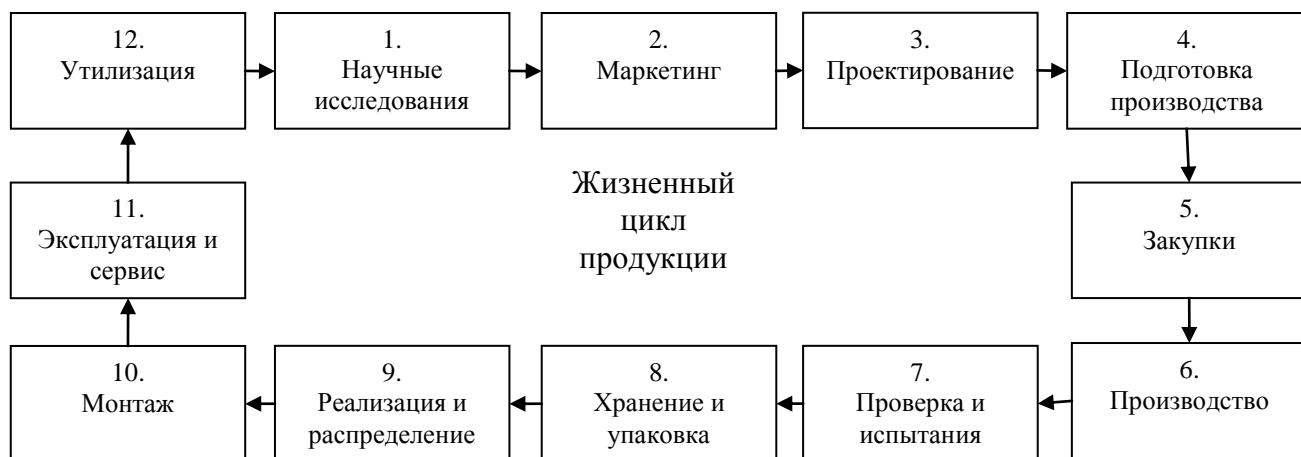 12.
Утилизация
1.
Научные
исследования
2.
Маркетинг
3.
Проектирование
4.
Подготовка
производства
Жизненный
цикл
продукции
11.
Эксплуатация и
сервис
5.
Закупки
10.
Монтаж
9.
Реализация и
распределение
8.
Хранение и
упаковка
7.
Проверка и
испытания
6.
Производство